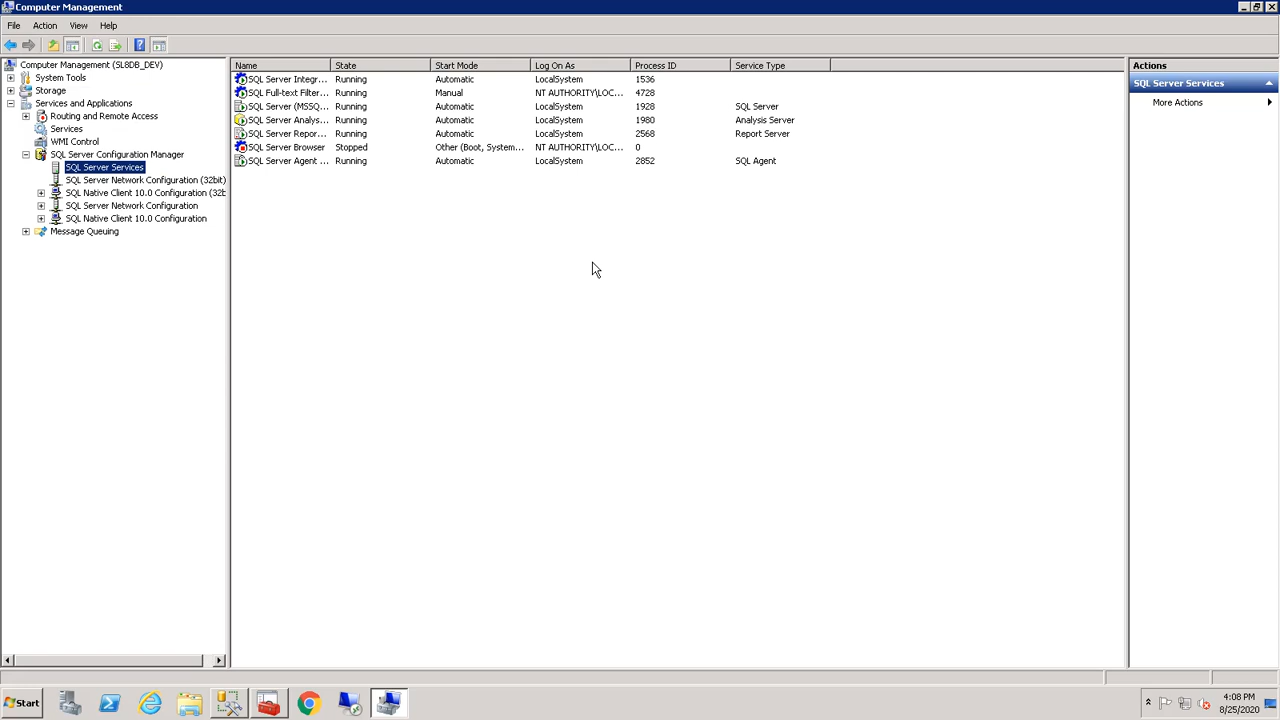 Computer Management
File Action View Help
Computer Management (SL8DB_DEV)
System Tools
Storage
Services and Applications
Routing and Remote Access
Services
WMI Control
SQL Server Configuration Manager
SQL Server Services
SQL Server Network Configuration (32bit)
SQL Native Client 10.0 Configuration (32b
SQL Server Network Configuration
SQL Native Client 10.0 Configuration
Message Queuing
Name State Start Mode Log On As Process ID Service Type
SQL Server Integr... Running Automatic LocalSystem 1536
SQL Full-text Filter... Running Manual NT AUTHORITY\LOC... 4728
SQL Server (MSSQ... Running Automatic LocalSystem 1928 SQL Server
SQL Server Analys... Running Automatic LocalSystem 1980 Analysis Server
SQL Server Repor... Running Automatic LocalSystem 2568 Report Server
SQL Server Browser Stopped Other (Boot, System... NT AUTHORITY\LOC... 0
SQL Server Agent ... Running Automatic LocalSystem 2852 SQL Agent
Actions
SQL Server Services
More Actions
Start
4:08 PM
8/25/2020